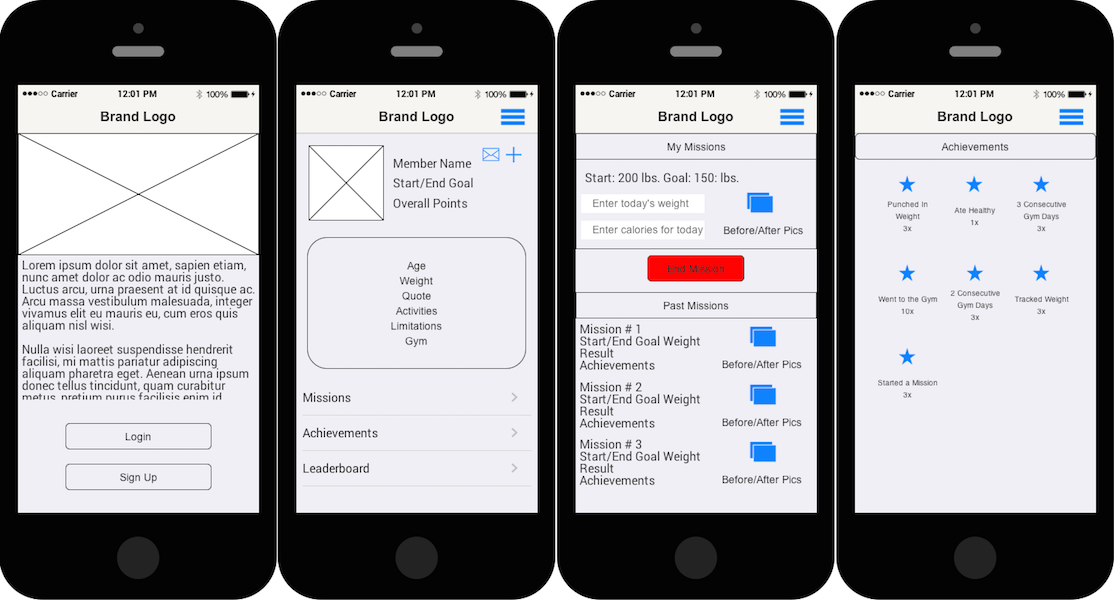 Carrier 12:01 PM 100%
Brand Logo
Lorem ipsum dolor sit amet, sapien etiam,
nunc amet dolor ac odio mauris justo.
Luctus arcu, urna praesent at id quisque ac.
Arcu massa vestibulum malesuada, integer
vivamus elit eu mauris eu, cum eros quis
aliquam nisl wisi.
Nulla wisi laoreet suspendisse hendrerit
facilisi, mi mattis pariatur adipiscing
aliquam pharetra eget. Aenean urna ipsum
donec tellus tincidunt, quam curabitur
metus, pretium purus facilisis enim id
Login
Sign Up
Carrier 12:01 PM 100%
Brand Logo
Member Name
Start/End Goal
Overall Points
Age
Weight
Quote
Activities
Limitations
Gym
Missions
Achievements
Leaderboard
Carrier 12:01 PM 100%
Brand Logo
My Missions
Start: 200 lbs. Goal: 150: lbs.
Enter today's weight
Enter calories for today
Before/After Pics
End Mission
Past Missions
Mission # 1
Start/End Goal Weight
Result
Achievements
Before/After Pics
Mission # 2
Start/End Goal Weight
Result
Achievements
Before/After Pics
Mission # 3
Start/End Goal Weight
Result
Achievements
Before/After Pics
Carrier 12:01 PM 100%
Brand Logo
Achievements
Punched In
Weight
3x
Ate Healthy
1x
3 Consecutive
Gym Days
3x
Went to the Gym
10x
2 Consecutive
Gym Days
3x
Tracked Weight
3x
Started a Mission
3x